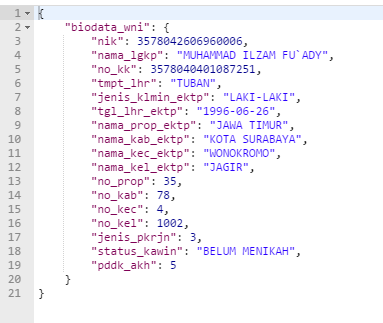 1 {
2 "biodata_wni": {
3 "nik": 3578042606960006,
4 "nama_lgkp": "MUHAMMAD ILZAM FU`ADY",
5 "no_kk": 3578040401087251,
6 "tmpt_lhr": "TUBAN",
7 "jenis_klmin_ektp": "LAKI-LAKI",
8 "tgl_lhr_ektp": "1996-06-26",
9 "nama_prop_ektp": "JAWA TIMUR",
10 "nama_kab_ektp": "KOTA SURABAYA",
11 "nama_kec_ektp": "WONOKROMO",
12 "nama_kel_ektp": "JAGIR",
13 "no_prop": 35,
14 "no_kab": 78,
15 "no_kec": 4,
16 "no_kel": 1002,
17 "jenis_pkrjn": 3,
18 "status_kawin": "BELUM MENIKAH",
19 "pddk_akh": 5
20 }
21 }